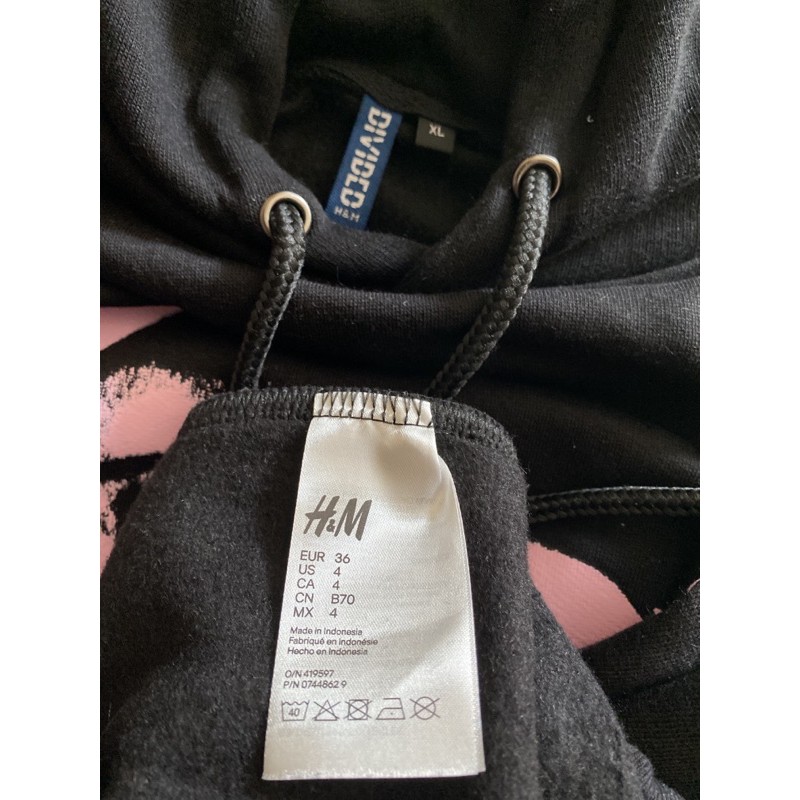 DIVIDED
H&M
XL
H&M
EUR 36
US 4
CA 4
CN B70
MX 4
Made in Indonesia
Fabriqué en Indonésie
Hecho en Indonesia
O/N 419597
P/N 0744862 9
40